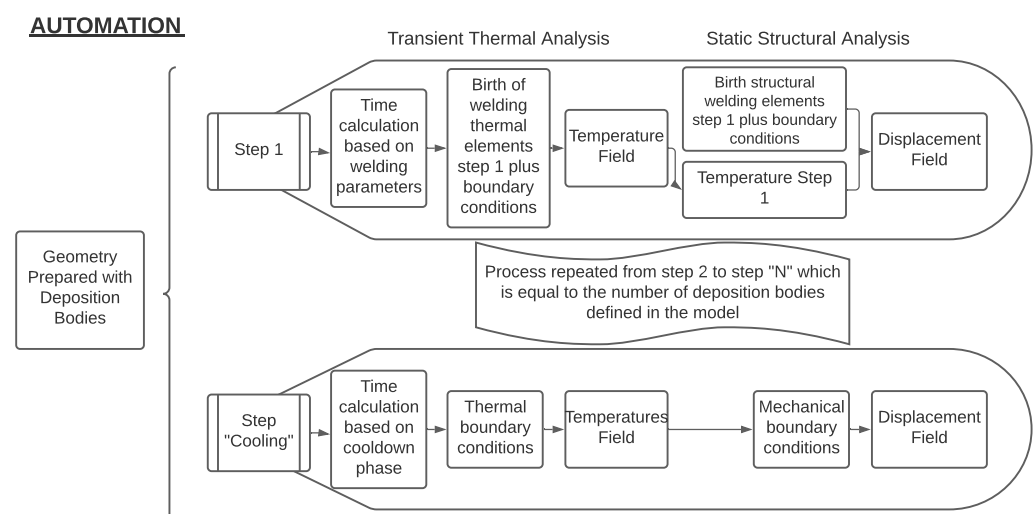 AUTOMATION
Transient Thermal Analysis
Static Structural Analysis
Geometry
Prepared with
Deposition
Bodies
Step 1
Time
calculation
based on
welding
parameters
Birth of
welding
thermal
elements
step 1 plus
boundary
conditions
Temperature
Field
Birth structural
welding elements
step 1 plus boundary
conditions
Temperature Step
1
Displacement
Field
Process repeated from step 2 to step "N" which
is equal to the number of deposition bodies
defined in the model
Step
"Cooling"
Time
calculation
based on
cooldown
phase
Thermal
boundary
conditions
Temperatures
Field
Mechanical
boundary
conditions
Displacement
Field